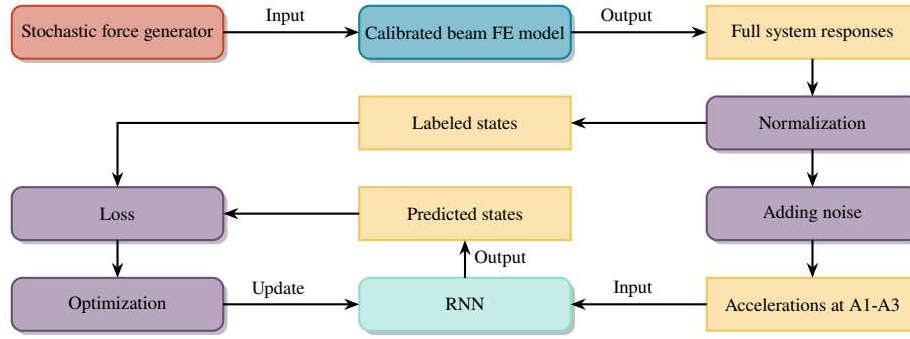 Input
Output
Stochastic force generator
Calibrated beam FE model
Full system responses
Labeled states
Normalization
Loss
Predicted states
Adding noise
Output
Optimization
Update
RNN
Input
Accelerations at A1-A3